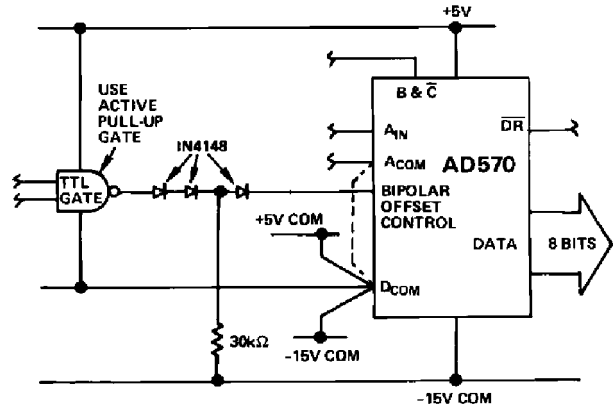 +5V
USE
ACTIVE
PULL-UP
GATE
B & C̅
IN4148
A_IN
D̅R̅
A_COM
AD570
TTL
GATE
BIPOLAR
OFFSET
CONTROL
+5V COM
DATA
8 BITS
D_COM
30kΩ
-15V COM
-15V COM